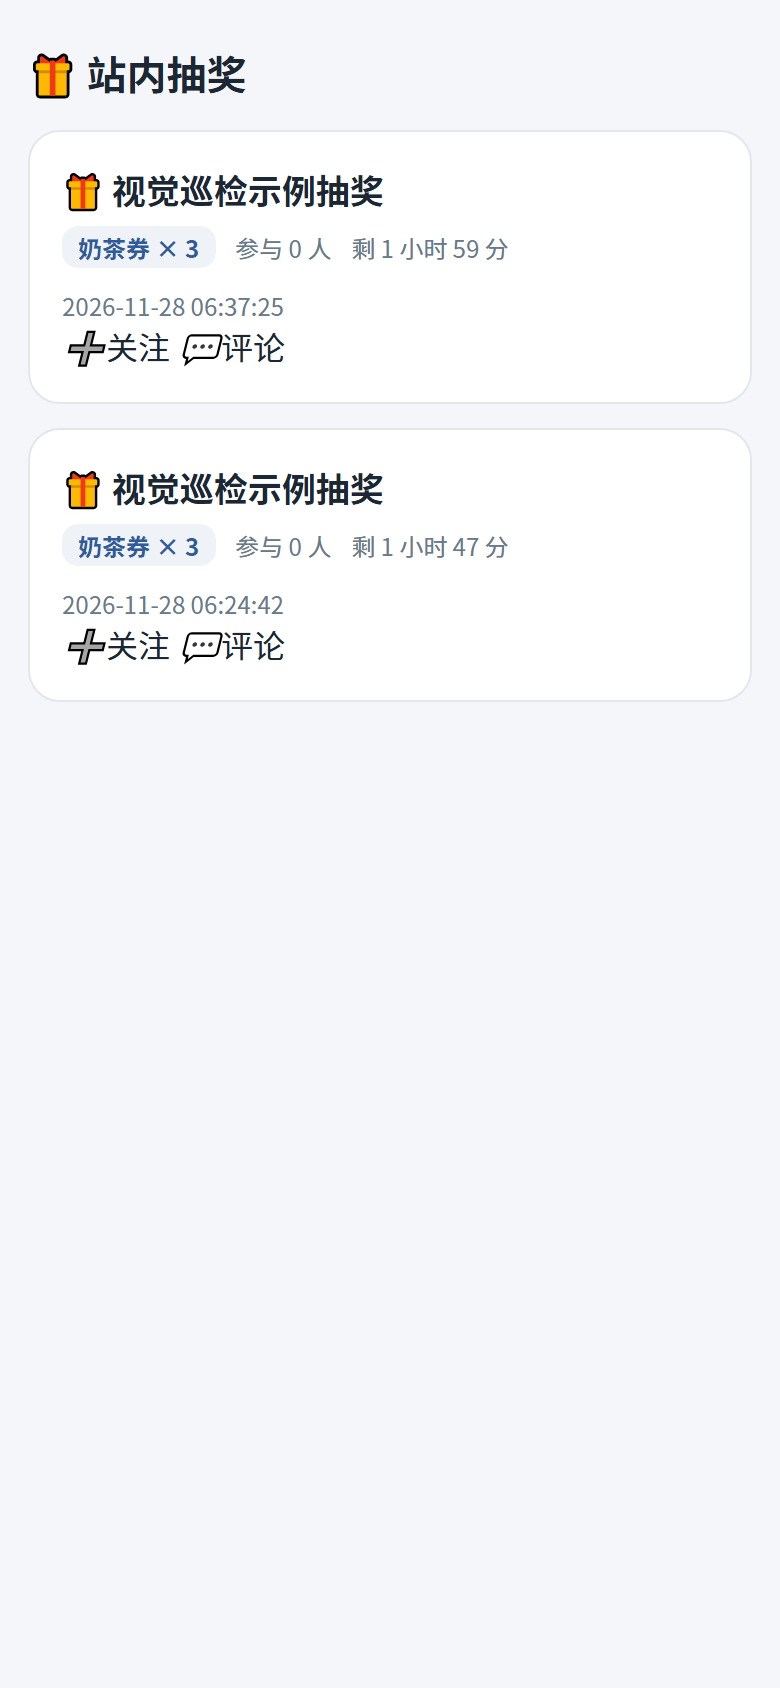 🎁 站内抽奖
🎁 视觉巡检示例抽奖
奶茶券 × 3 参与 0 人 剩 1 小时 59 分
2026-11-28 06:37:25
➕关注 💬评论
🎁 视觉巡检示例抽奖
奶茶券 × 3 参与 0 人 剩 1 小时 47 分
2026-11-28 06:24:42
➕关注 💬评论